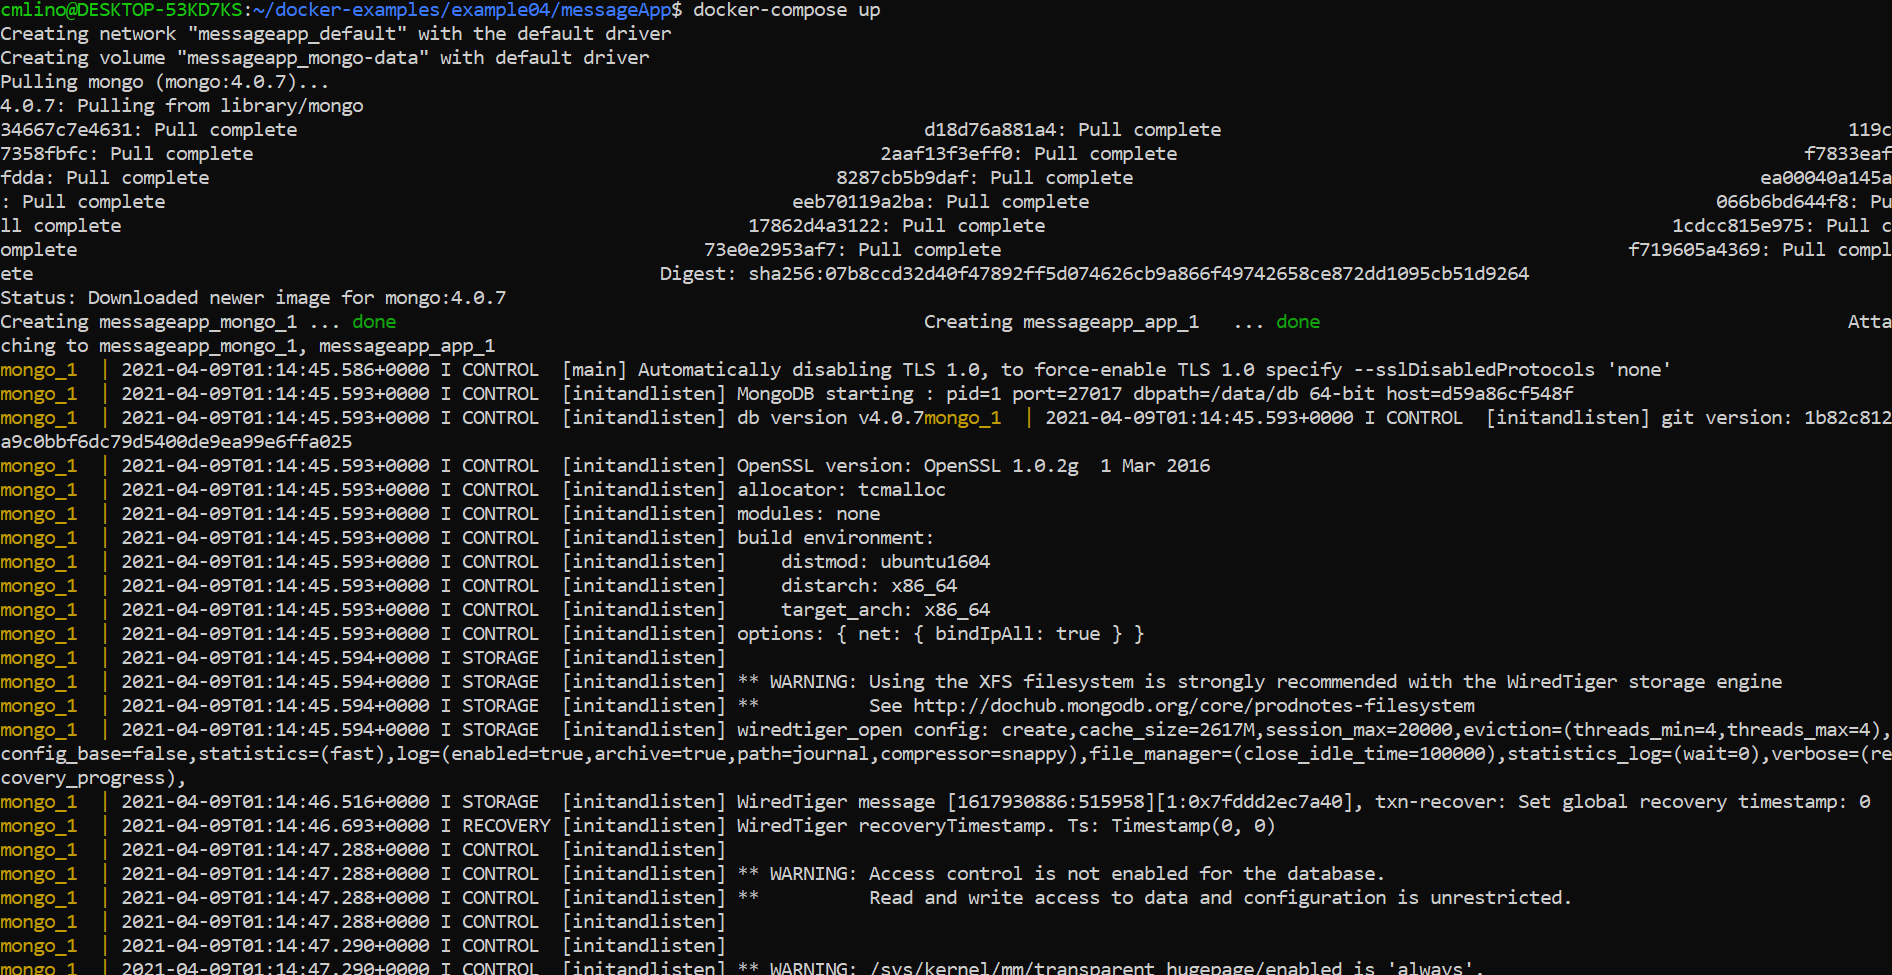 cmlino@DESKTOP-53KD7KS:~/docker-examples/example04/messageApp$ docker-compose up
Creating network "messageapp_default" with the default driver
Creating volume "messageapp_mongo-data" with default driver
Pulling mongo (mongo:4.0.7)...
4.0.7: Pulling from library/mongo
34667c7e4631: Pull complete d18d76a881a4: Pull complete 119c
7358fbfc: Pull complete 2aaf13f3eff0: Pull complete f7833eaf
fdda: Pull complete 8287cb5b9daf: Pull complete ea00040a145a
: Pull complete eeb70119a2ba: Pull complete 066b6bd644f8: Pu
ll complete 17862d4a3122: Pull complete 1cdcc815e975: Pull c
omplete 73e0e2953af7: Pull complete f719605a4369: Pull compl
ete Digest: sha256:07b8ccd32d40f47892ff5d074626cb9a866f49742658ce872dd1095cb51d9264
Status: Downloaded newer image for mongo:4.0.7
Creating messageapp_mongo_1 ... done Creating messageapp_app_1 ... done Atta
ching to messageapp_mongo_1, messageapp_app_1
mongo_1 | 2021-04-09T01:14:45.586+0000 I CONTROL [main] Automatically disabling TLS 1.0, to force-enable TLS 1.0 specify --sslDisabledProtocols 'none'
mongo_1 | 2021-04-09T01:14:45.593+0000 I CONTROL [initandlisten] MongoDB starting : pid=1 port=27017 dbpath=/data/db 64-bit host=d59a86cf548f
mongo_1 | 2021-04-09T01:14:45.593+0000 I CONTROL [initandlisten] db version v4.0.7mongo_1 | 2021-04-09T01:14:45.593+0000 I CONTROL [initandlisten] git version: 1b82c812
a9c0bbf6dc79d5400de9ea99e6ffa025
mongo_1 | 2021-04-09T01:14:45.593+0000 I CONTROL [initandlisten] OpenSSL version: OpenSSL 1.0.2g 1 Mar 2016
mongo_1 | 2021-04-09T01:14:45.593+0000 I CONTROL [initandlisten] allocator: tcmalloc
mongo_1 | 2021-04-09T01:14:45.593+0000 I CONTROL [initandlisten] modules: none
mongo_1 | 2021-04-09T01:14:45.593+0000 I CONTROL [initandlisten] build environment:
mongo_1 | 2021-04-09T01:14:45.593+0000 I CONTROL [initandlisten] distmod: ubuntu1604
mongo_1 | 2021-04-09T01:14:45.593+0000 I CONTROL [initandlisten] distarch: x86_64
mongo_1 | 2021-04-09T01:14:45.593+0000 I CONTROL [initandlisten] target_arch: x86_64
mongo_1 | 2021-04-09T01:14:45.593+0000 I CONTROL [initandlisten] options: { net: { bindIpAll: true } }
mongo_1 | 2021-04-09T01:14:45.594+0000 I STORAGE [initandlisten]
mongo_1 | 2021-04-09T01:14:45.594+0000 I STORAGE [initandlisten] ** WARNING: Using the XFS filesystem is strongly recommended with the WiredTiger storage engine
mongo_1 | 2021-04-09T01:14:45.594+0000 I STORAGE [initandlisten] ** See http://dochub.mongodb.org/core/prodnotes-filesystem
mongo_1 | 2021-04-09T01:14:45.594+0000 I STORAGE [initandlisten] wiredtiger_open config: create,cache_size=2617M,session_max=20000,eviction=(threads_min=4,threads_max=4),
config_base=false,statistics=(fast),log=(enabled=true,archive=true,path=journal,compressor=snappy),file_manager=(close_idle_time=100000),statistics_log=(wait=0),verbose=(re
covery_progress),
mongo_1 | 2021-04-09T01:14:46.516+0000 I STORAGE [initandlisten] WiredTiger message [1617930886:515958][1:0x7fddd2ec7a40], txn-recover: Set global recovery timestamp: 0
mongo_1 | 2021-04-09T01:14:46.693+0000 I RECOVERY [initandlisten] WiredTiger recoveryTimestamp. Ts: Timestamp(0, 0)
mongo_1 | 2021-04-09T01:14:47.288+0000 I CONTROL [initandlisten]
mongo_1 | 2021-04-09T01:14:47.288+0000 I CONTROL [initandlisten] ** WARNING: Access control is not enabled for the database.
mongo_1 | 2021-04-09T01:14:47.288+0000 I CONTROL [initandlisten] ** Read and write access to data and configuration is unrestricted.
mongo_1 | 2021-04-09T01:14:47.288+0000 I CONTROL [initandlisten]
mongo_1 | 2021-04-09T01:14:47.290+0000 I CONTROL [initandlisten]
mongo_1 | 2021-04-09T01:14:47.290+0000 I CONTROL [initandlisten] ** WARNING: /sys/kernel/mm/transparent_hugepage/enabled is 'always'.